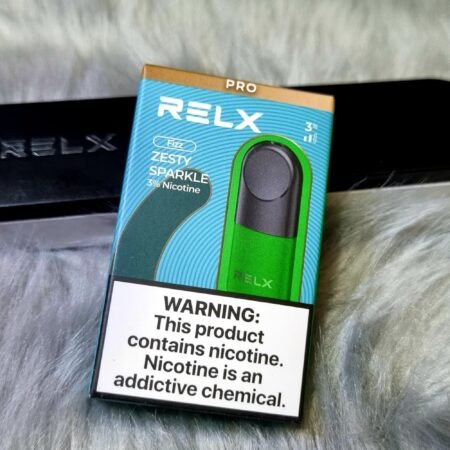 PRO
RELX
3%
Fizz
ZESTY
SPARKLE
3% Nicotine
RELX
RELX
WARNING:
This product
contains nicotine.
Nicotine is an
addictive chemical.